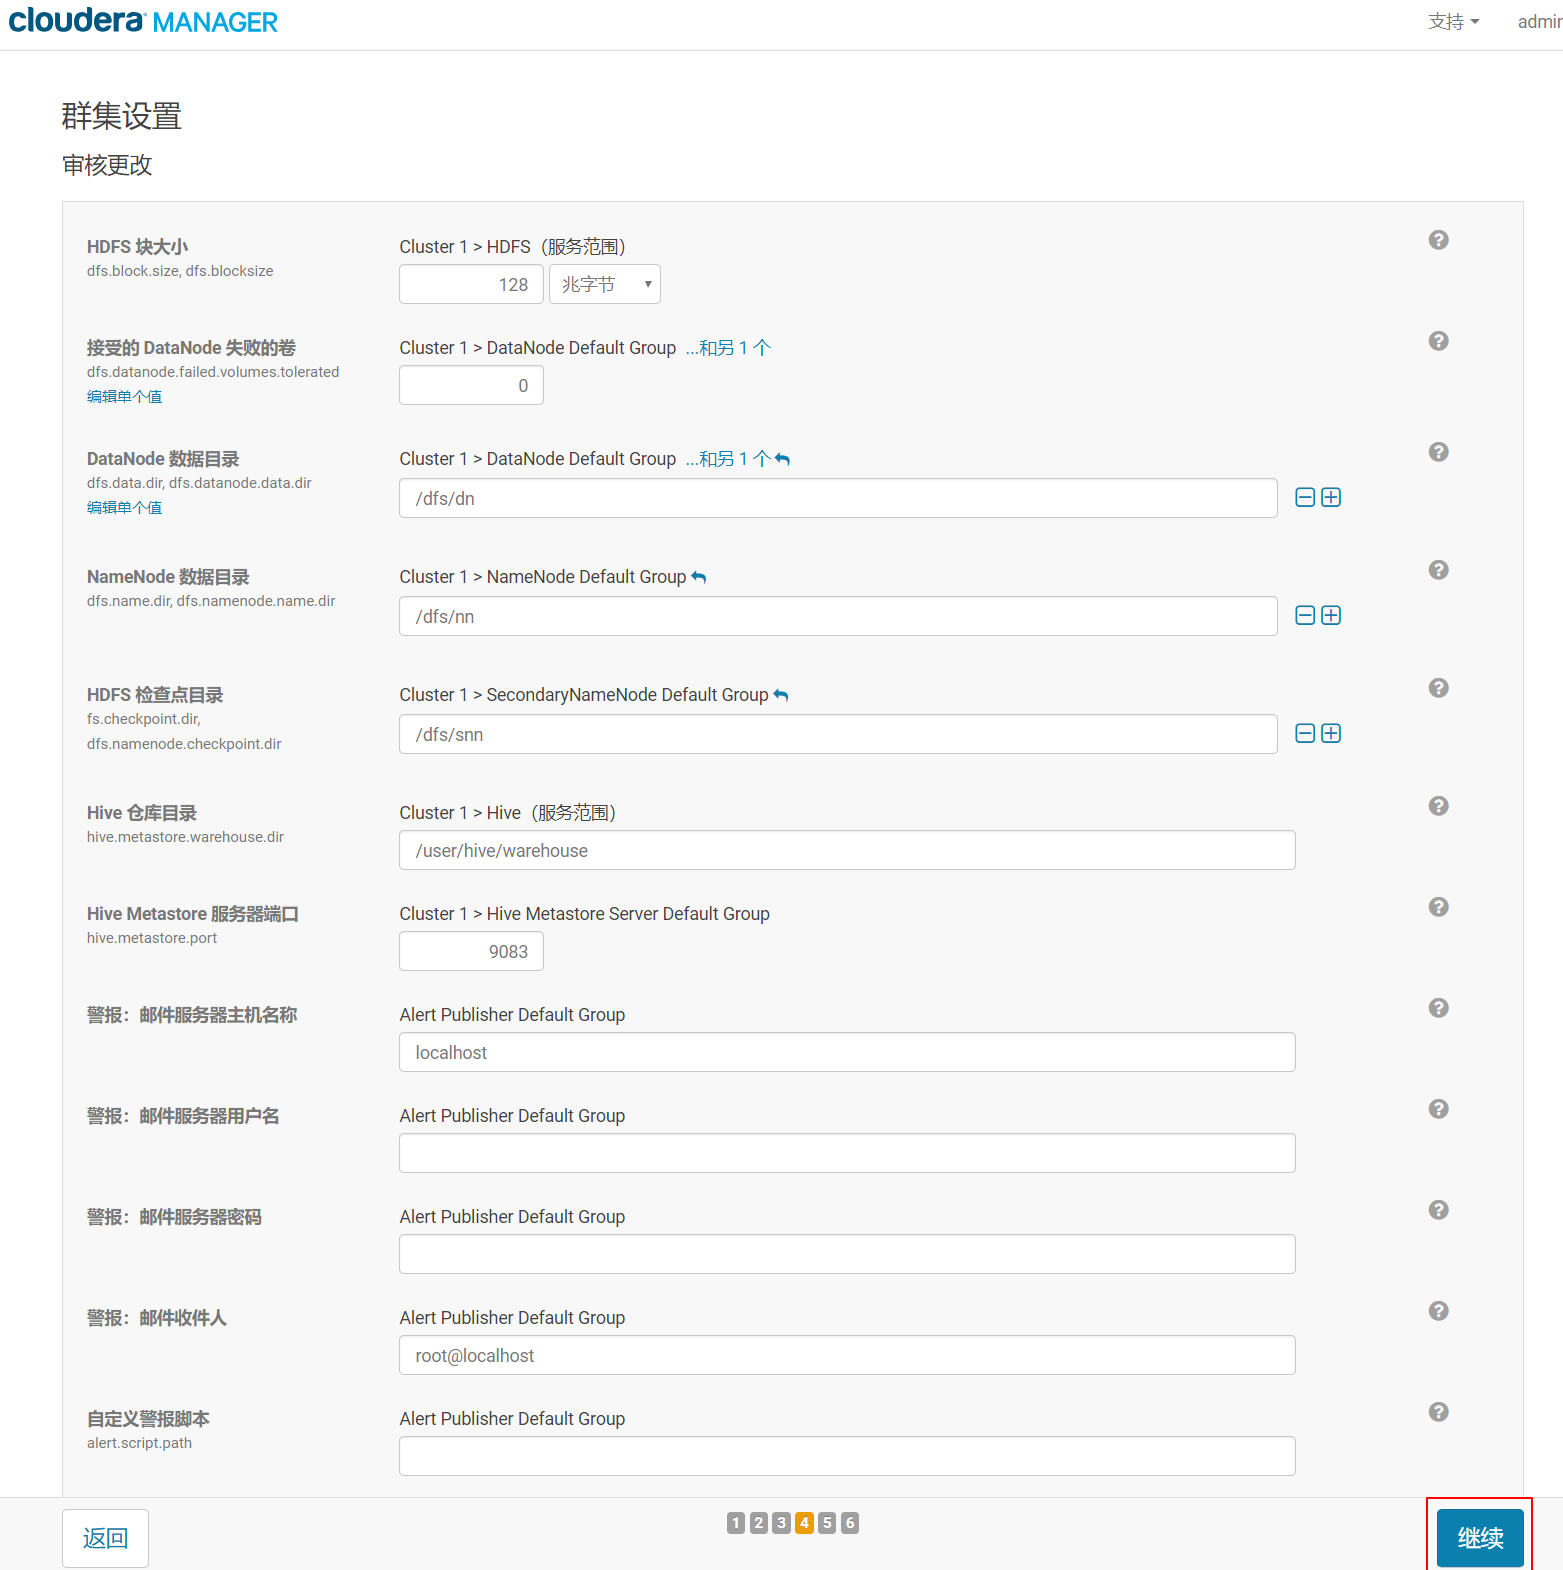 cloudera MANAGER
支持 admin
群集设置
审核更改
HDFS 块大小
dfs.block.size, dfs.blocksize
Cluster 1 > HDFS（服务范围）
128 兆字节
接受的 DataNode 失败的卷
dfs.datanode.failed.volumes.tolerated
编辑单个值
Cluster 1 > DataNode Default Group ...和另 1 个
0
DataNode 数据目录
dfs.data.dir, dfs.datanode.data.dir
编辑单个值
Cluster 1 > DataNode Default Group ...和另 1 个
/dfs/dn
NameNode 数据目录
dfs.name.dir, dfs.namenode.name.dir
Cluster 1 > NameNode Default Group
/dfs/nn
HDFS 检查点目录
fs.checkpoint.dir,
dfs.namenode.checkpoint.dir
Cluster 1 > SecondaryNameNode Default Group
/dfs/snn
Hive 仓库目录
hive.metastore.warehouse.dir
Cluster 1 > Hive（服务范围）
/user/hive/warehouse
Hive Metastore 服务器端口
hive.metastore.port
Cluster 1 > Hive Metastore Server Default Group
9083
警报：邮件服务器主机名称
Alert Publisher Default Group
localhost
警报：邮件服务器用户名
Alert Publisher Default Group
警报：邮件服务器密码
Alert Publisher Default Group
警报：邮件收件人
Alert Publisher Default Group
root@localhost
自定义警报脚本
alert.script.path
Alert Publisher Default Group
返回
1 2 3 4 5 6
继续